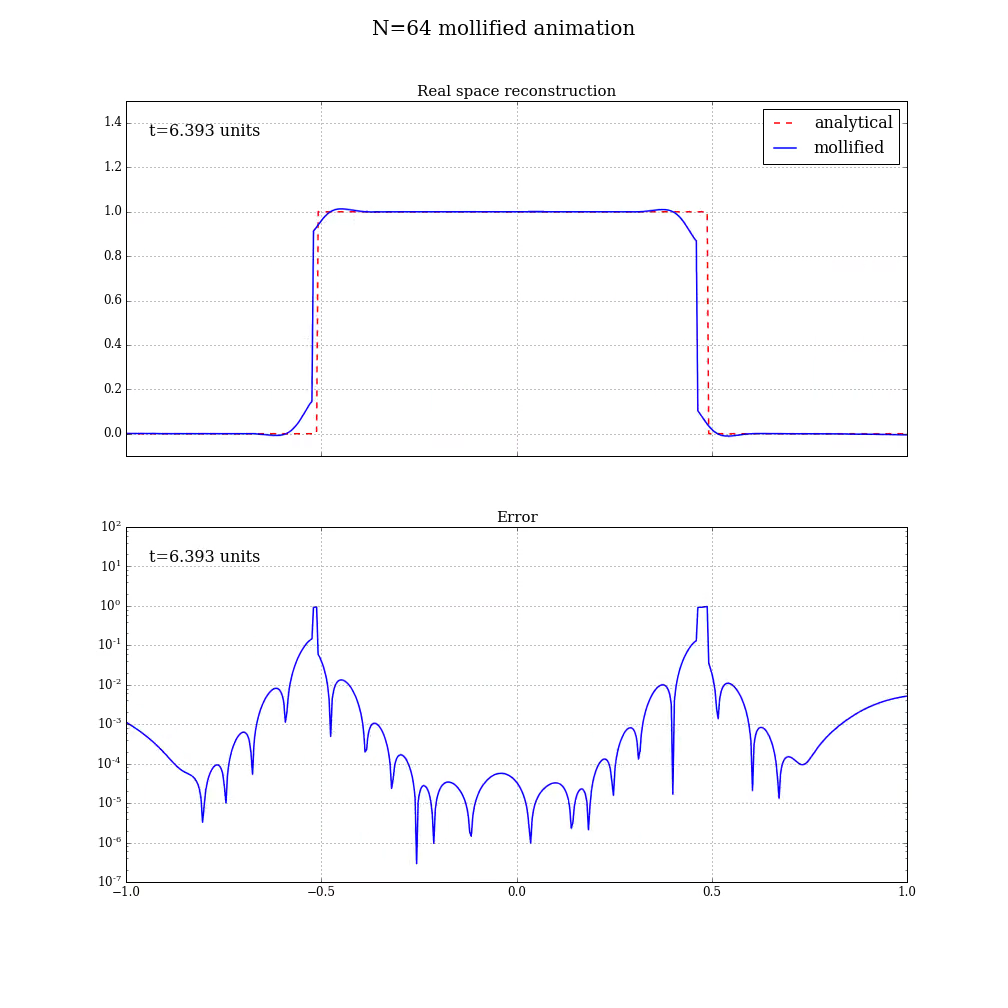 N=64 mollified animation
Real space reconstruction
t=6.393 units
analytical
mollified
1.4
1.2
1.0
0.8
0.6
0.4
0.2
0.0
Error
t=6.393 units
10²
10¹
10⁰
10⁻¹
10⁻²
10⁻³
10⁻⁴
10⁻⁵
10⁻⁶
10⁻⁷
−1.0 −0.5 0.0 0.5 1.0